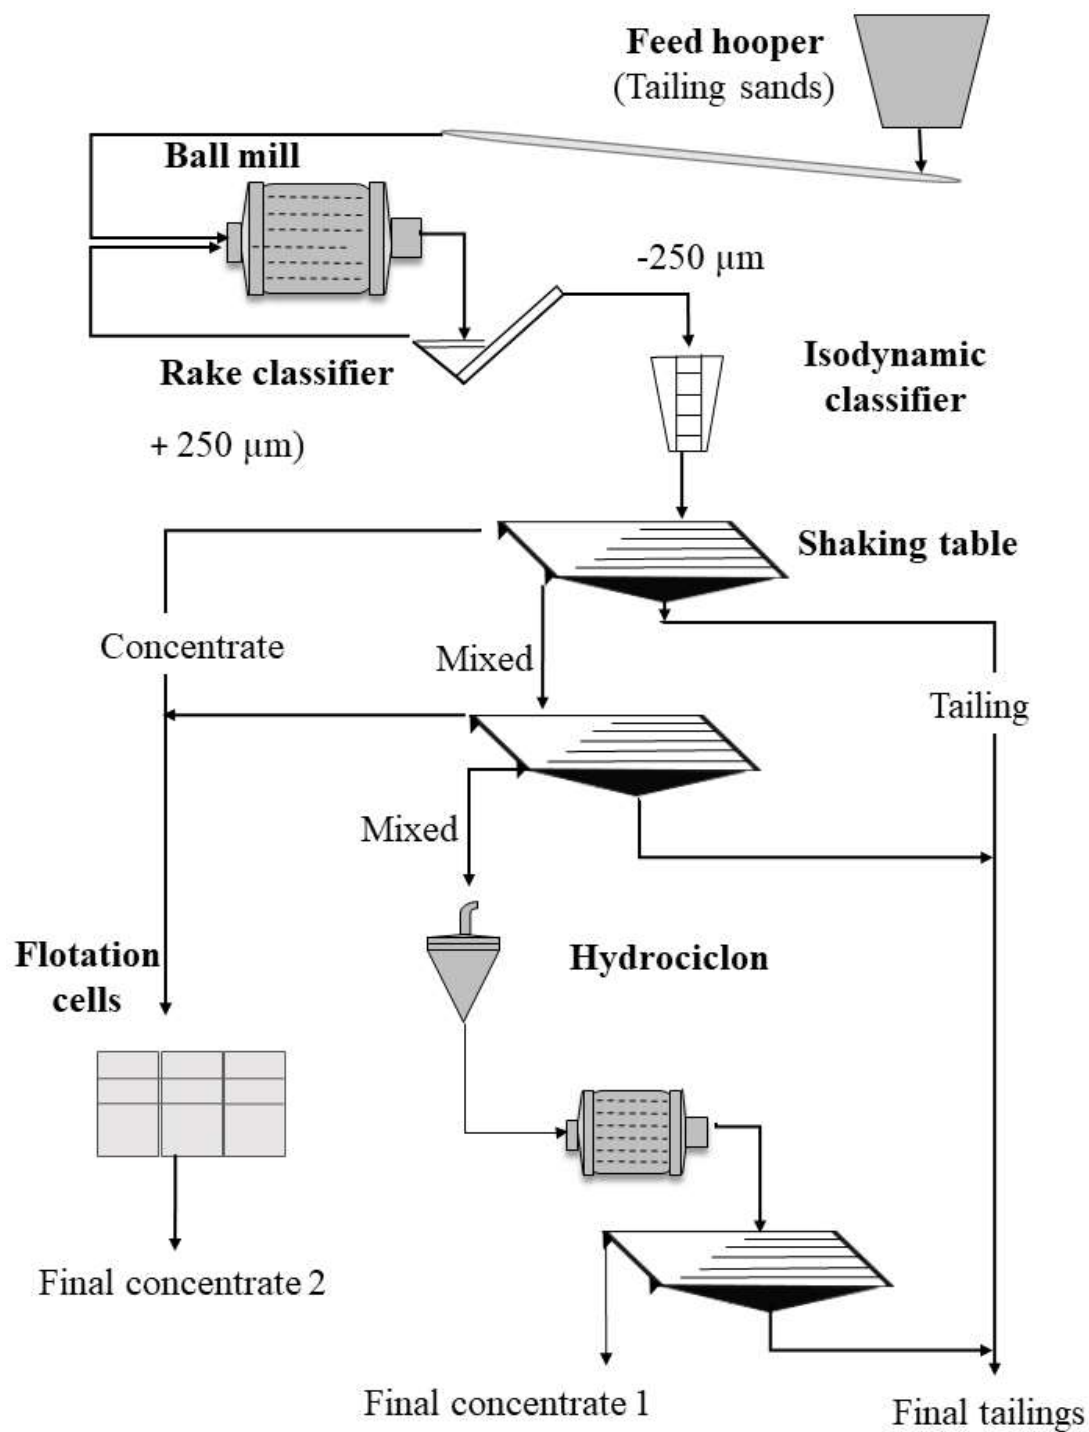 Feed hooper
(Tailing sands)
Ball mill
-250 µm
Rake classifier
Isodynamic
classifier
+ 250 µm)
Shaking table
Concentrate
Mixed
Tailing
Mixed
Flotation
cells
Hydrociclon
Final concentrate 2
Final concentrate 1
Final tailings